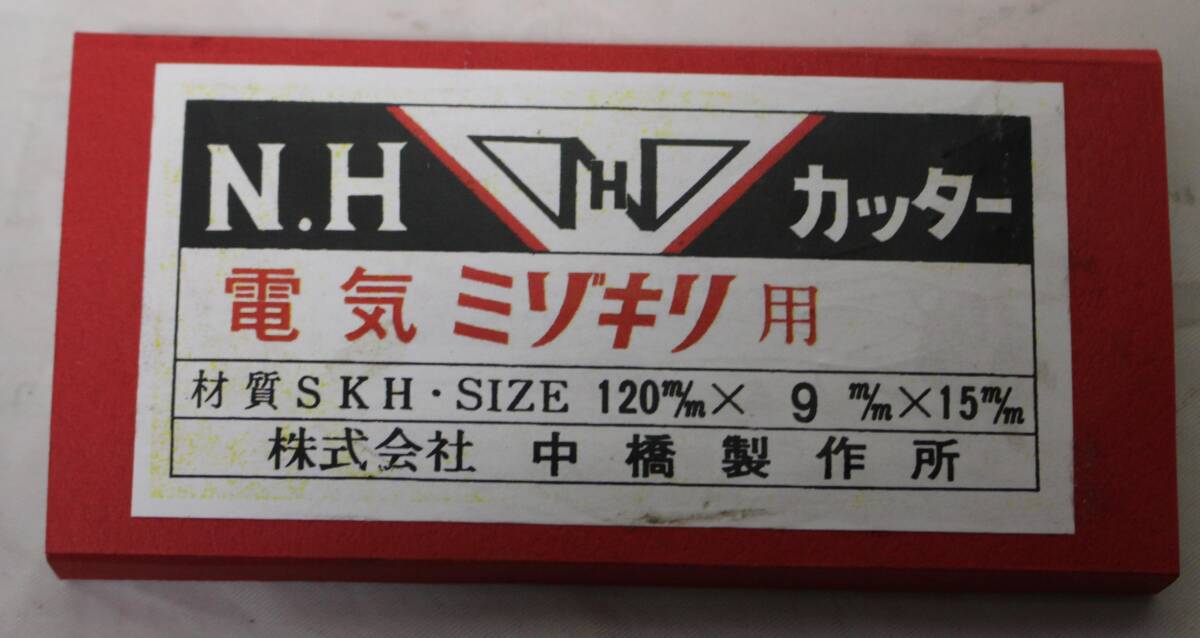 N.H NHN カッター
電気 ミゾキリ 用
材質SKH・SIZE 120m/m× 9 m/m×15m/m
株式会社 中橋製作所